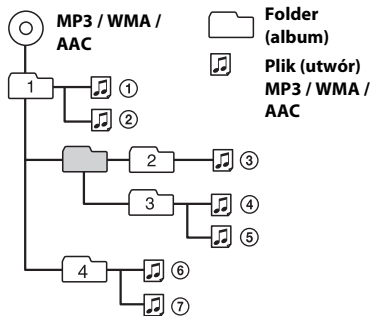 MP3 / WMA /
AAC
Folder
(album)
Plik (utwór)
MP3 / WMA /
AAC
1
①
②
2
③
3
④
⑤
4
⑥
⑦